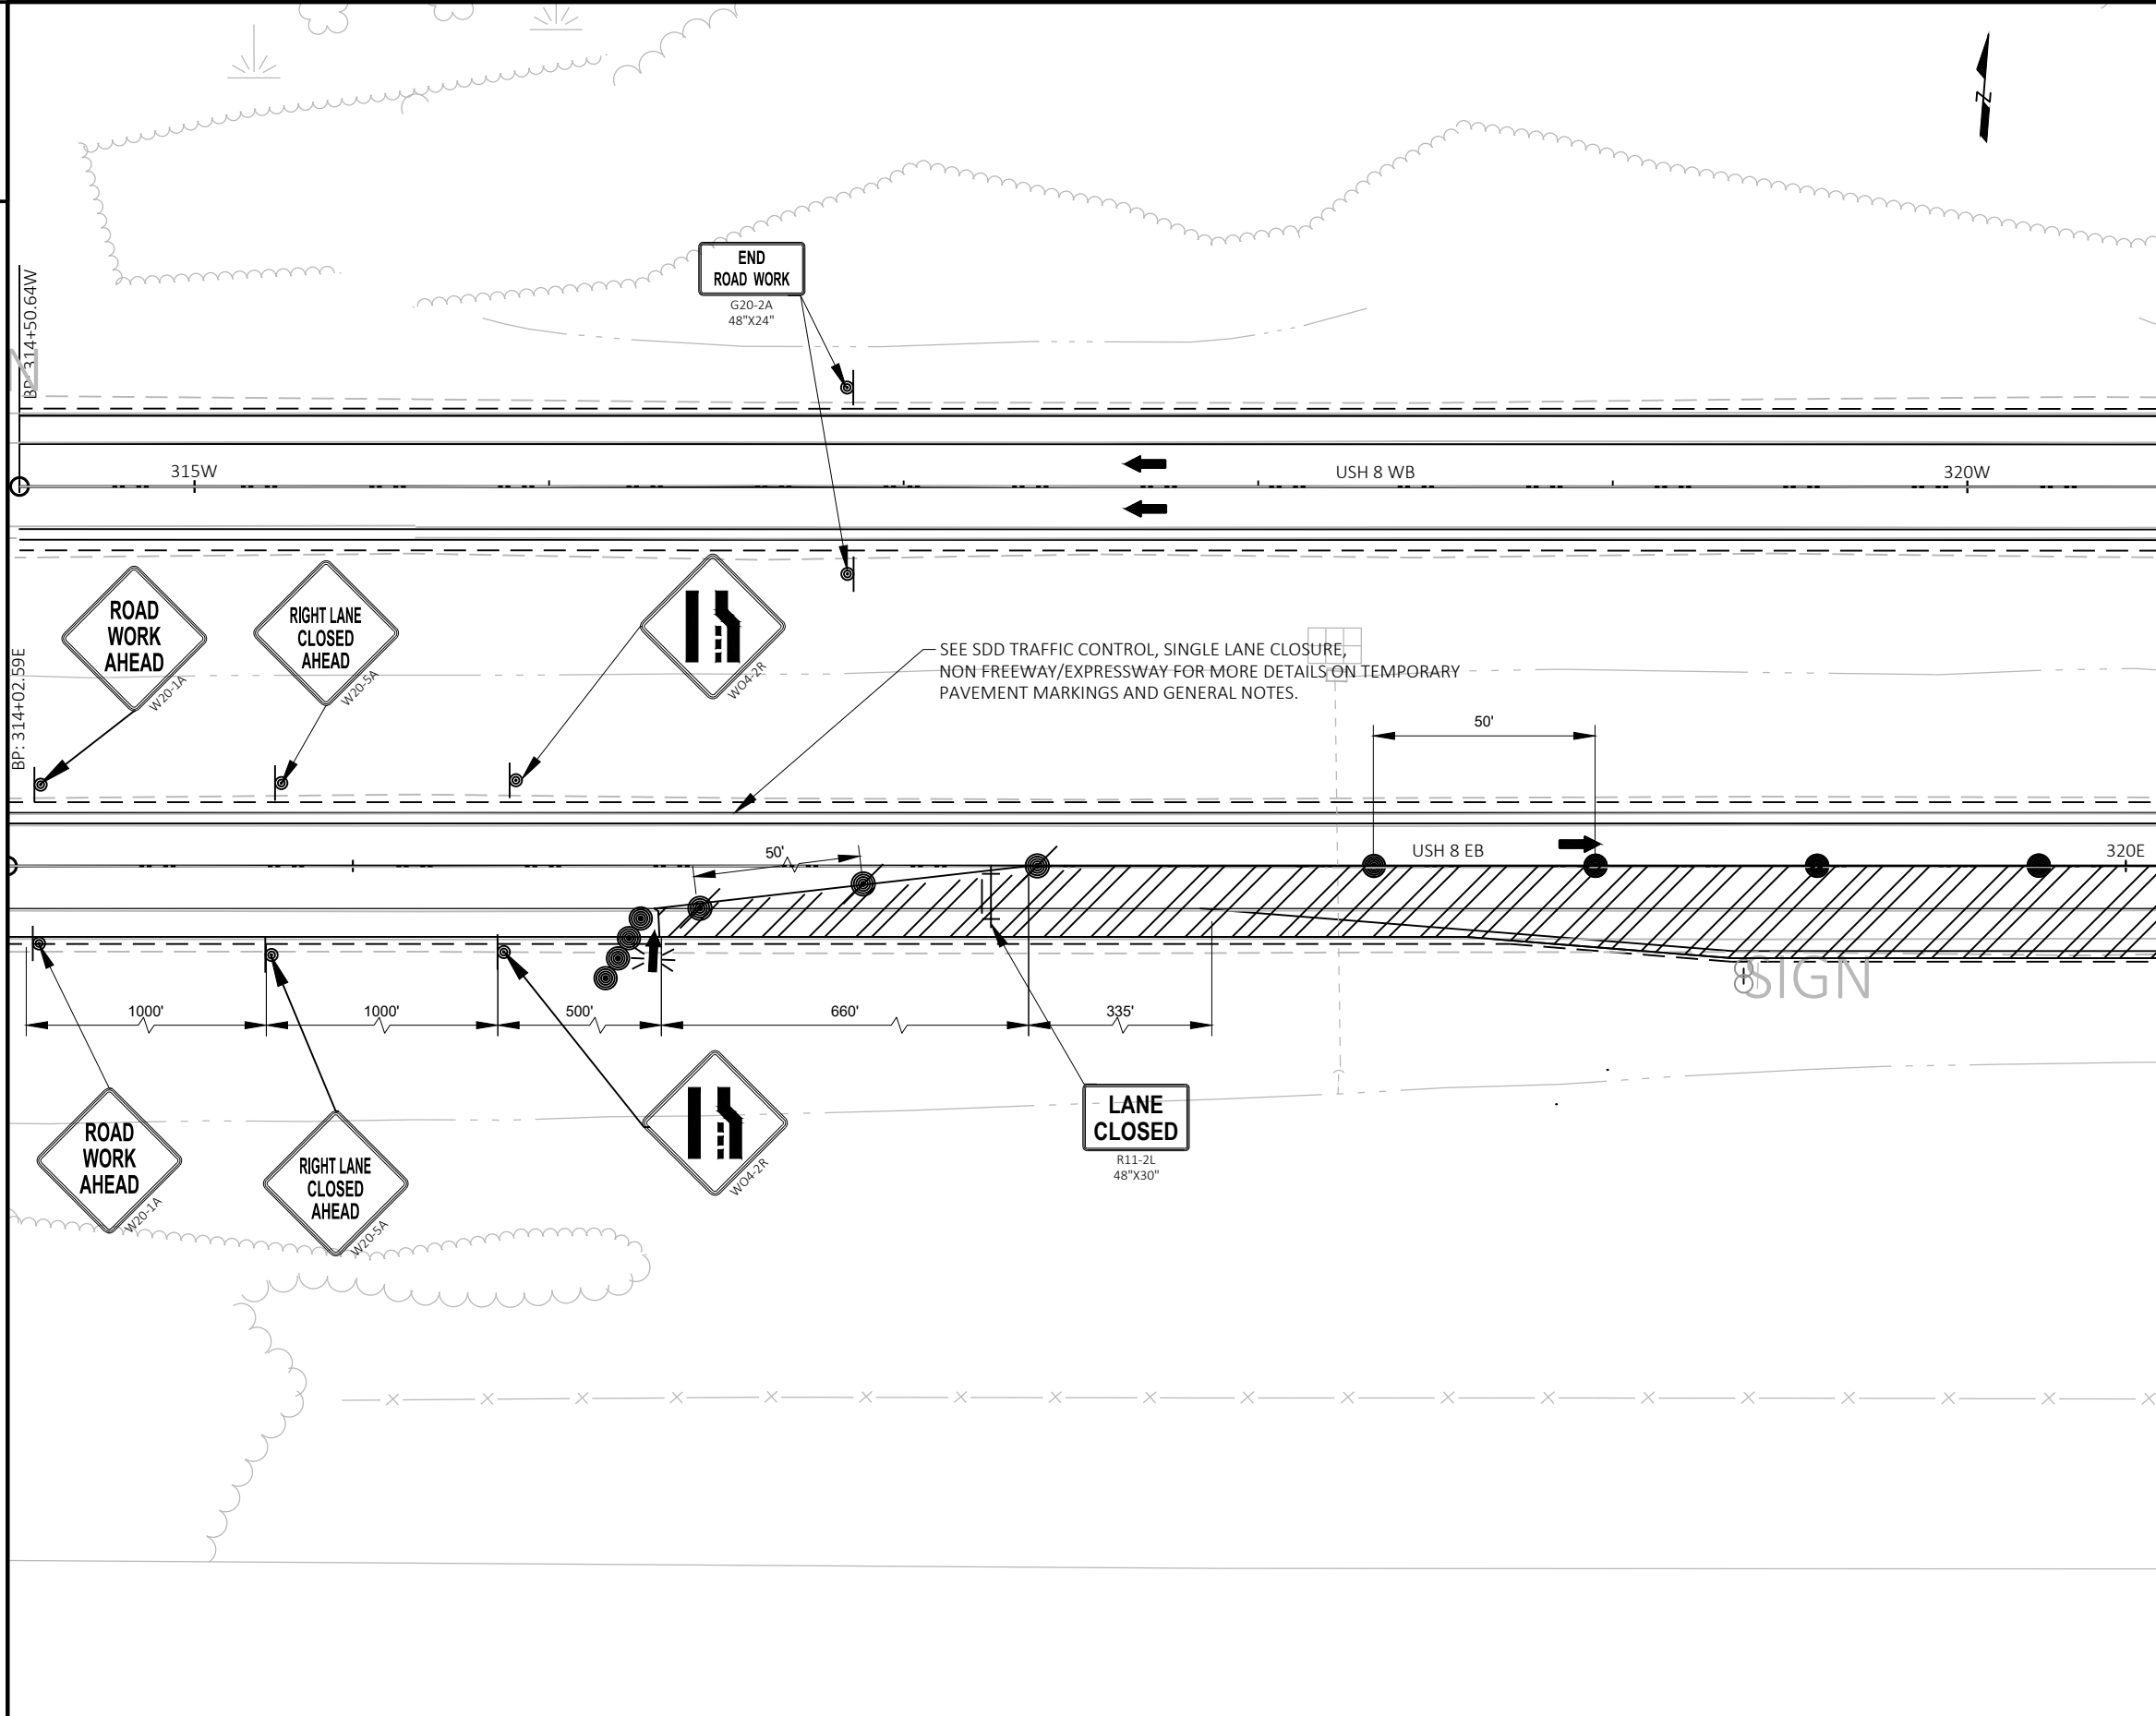 N
END
ROAD WORK
G20-2A
48"X24"
BP: 314+50.64W
N
315W
USH 8 WB
320W
ROAD
WORK
AHEAD
W20-1A
RIGHT LANE
CLOSED
AHEAD
W20-5A
WO4-2R
SEE SDD TRAFFIC CONTROL, SINGLE LANE CLOSURE,
NON FREEWAY/EXPRESSWAY FOR MORE DETAILS ON TEMPORARY
PAVEMENT MARKINGS AND GENERAL NOTES.
BP: 314+02.59E
50'
50'
USH 8 EB
320E
SIGN
1000'
1000'
500'
660'
335'
ROAD
WORK
AHEAD
W20-1A
RIGHT LANE
CLOSED
AHEAD
W20-5A
WO4-2R
LANE
CLOSED
R11-2L
48"X30"